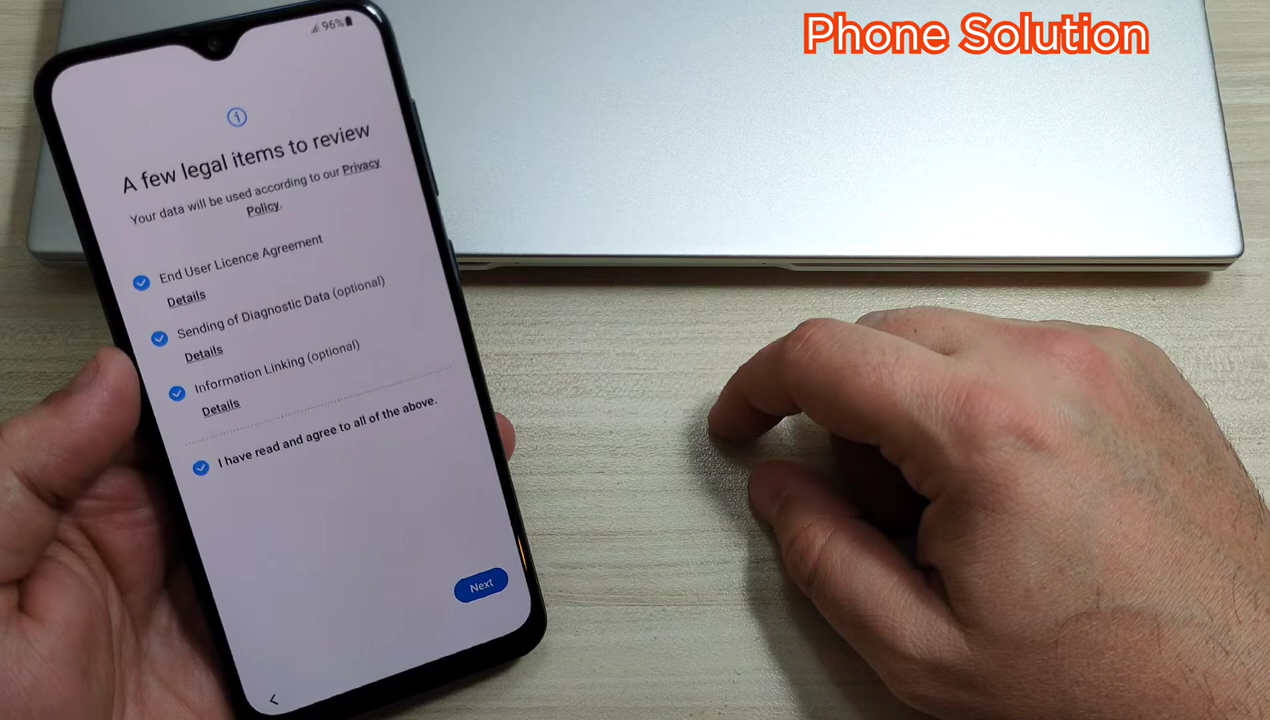 Phone Solution
96%
A few legal items to review
Your data will be used according to our Privacy
Policy.
End User Licence Agreement
Details
Sending of Diagnostic Data (optional)
Details
Information Linking (optional)
Details
I have read and agree to all of the above.
Next